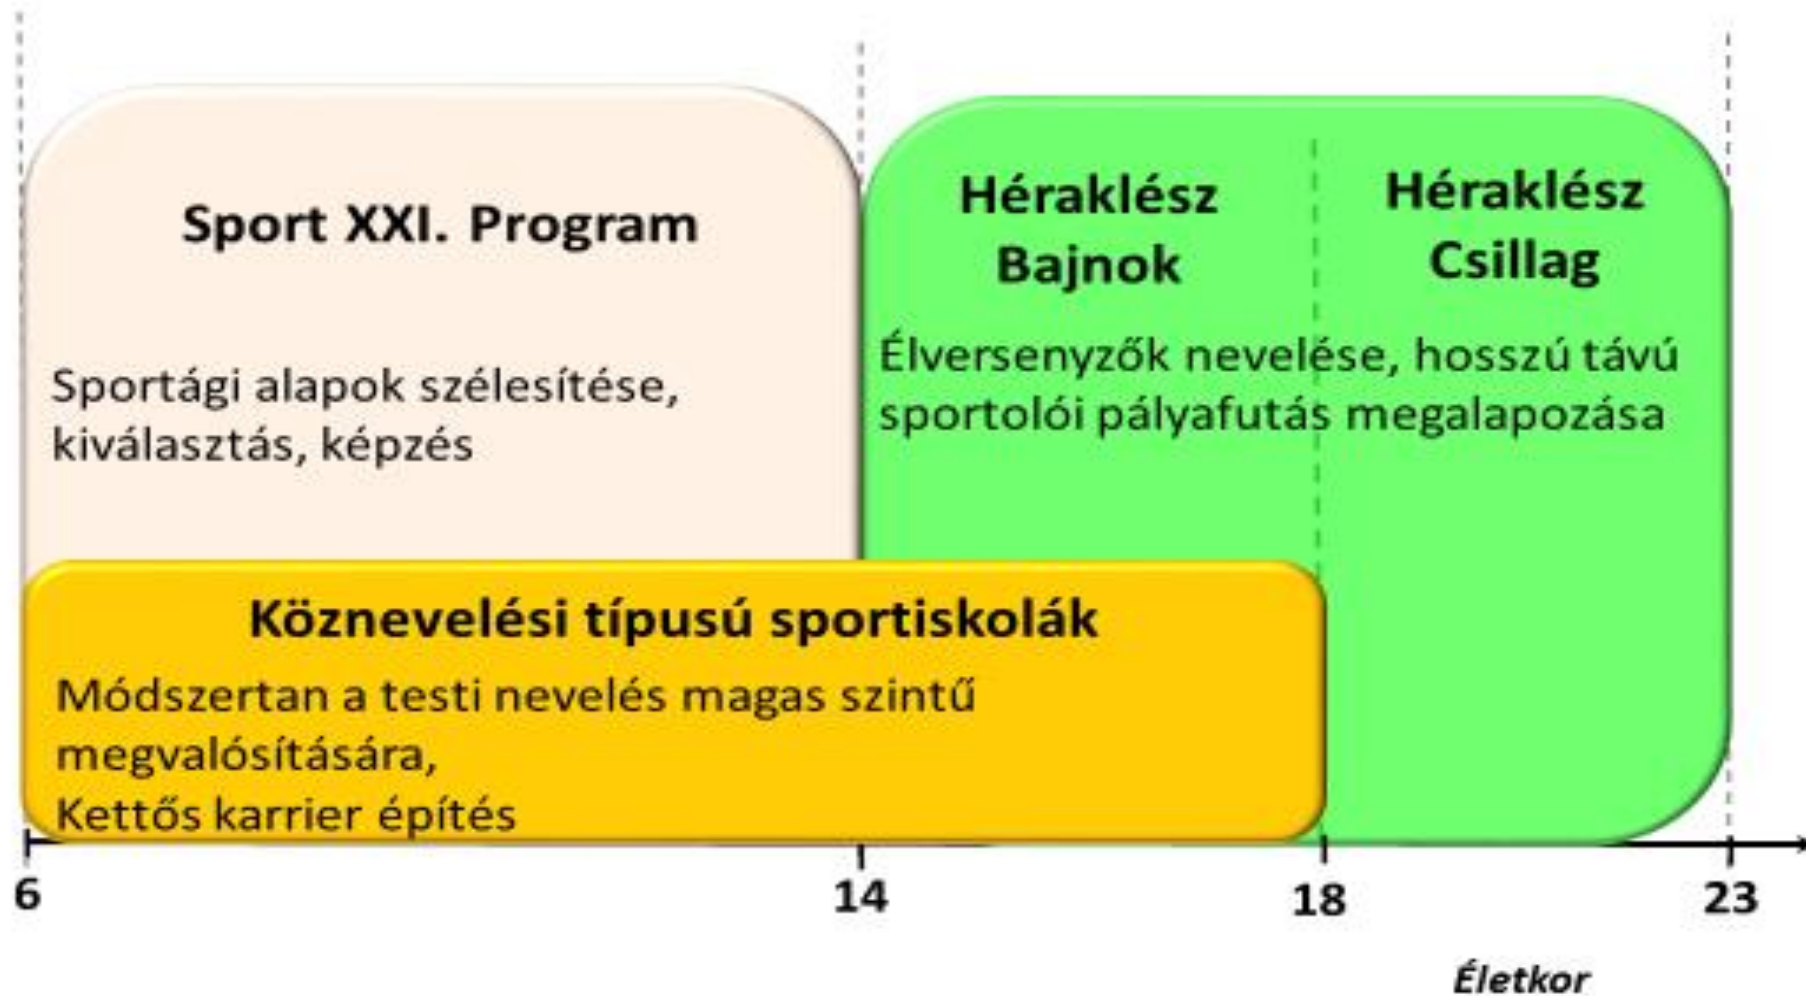 Sport XXI. Program
Sportági alapok szélesítése,
kiválasztás, képzés
Héraklész
Bajnok
Héraklész
Csillag
Élversenyzők nevelése, hosszú távú
sportolói pályafutás megalapozása
Köznevelési típusú sportiskolák
Módszertan a testi nevelés magas szintű
megvalósítására,
Kettős karrier építés
6
14
18
23
Életkor